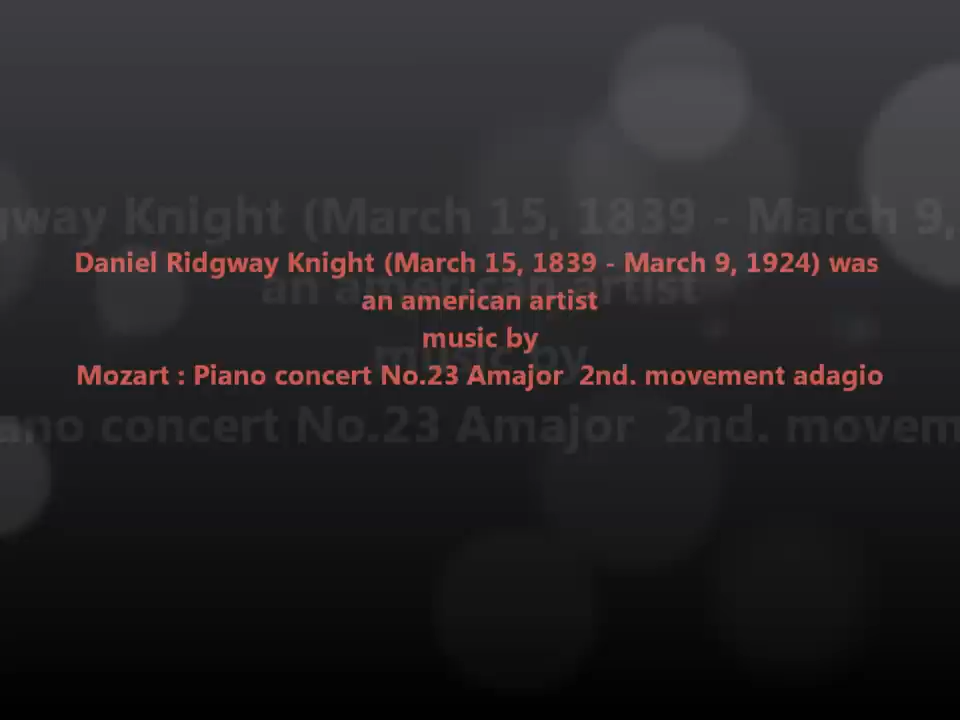 Daniel Ridgway Knight (March 15, 1839 - March 9, 1924) was
an american artist
music by
Mozart : Piano concert No.23 Amajor  2nd. movement adagio